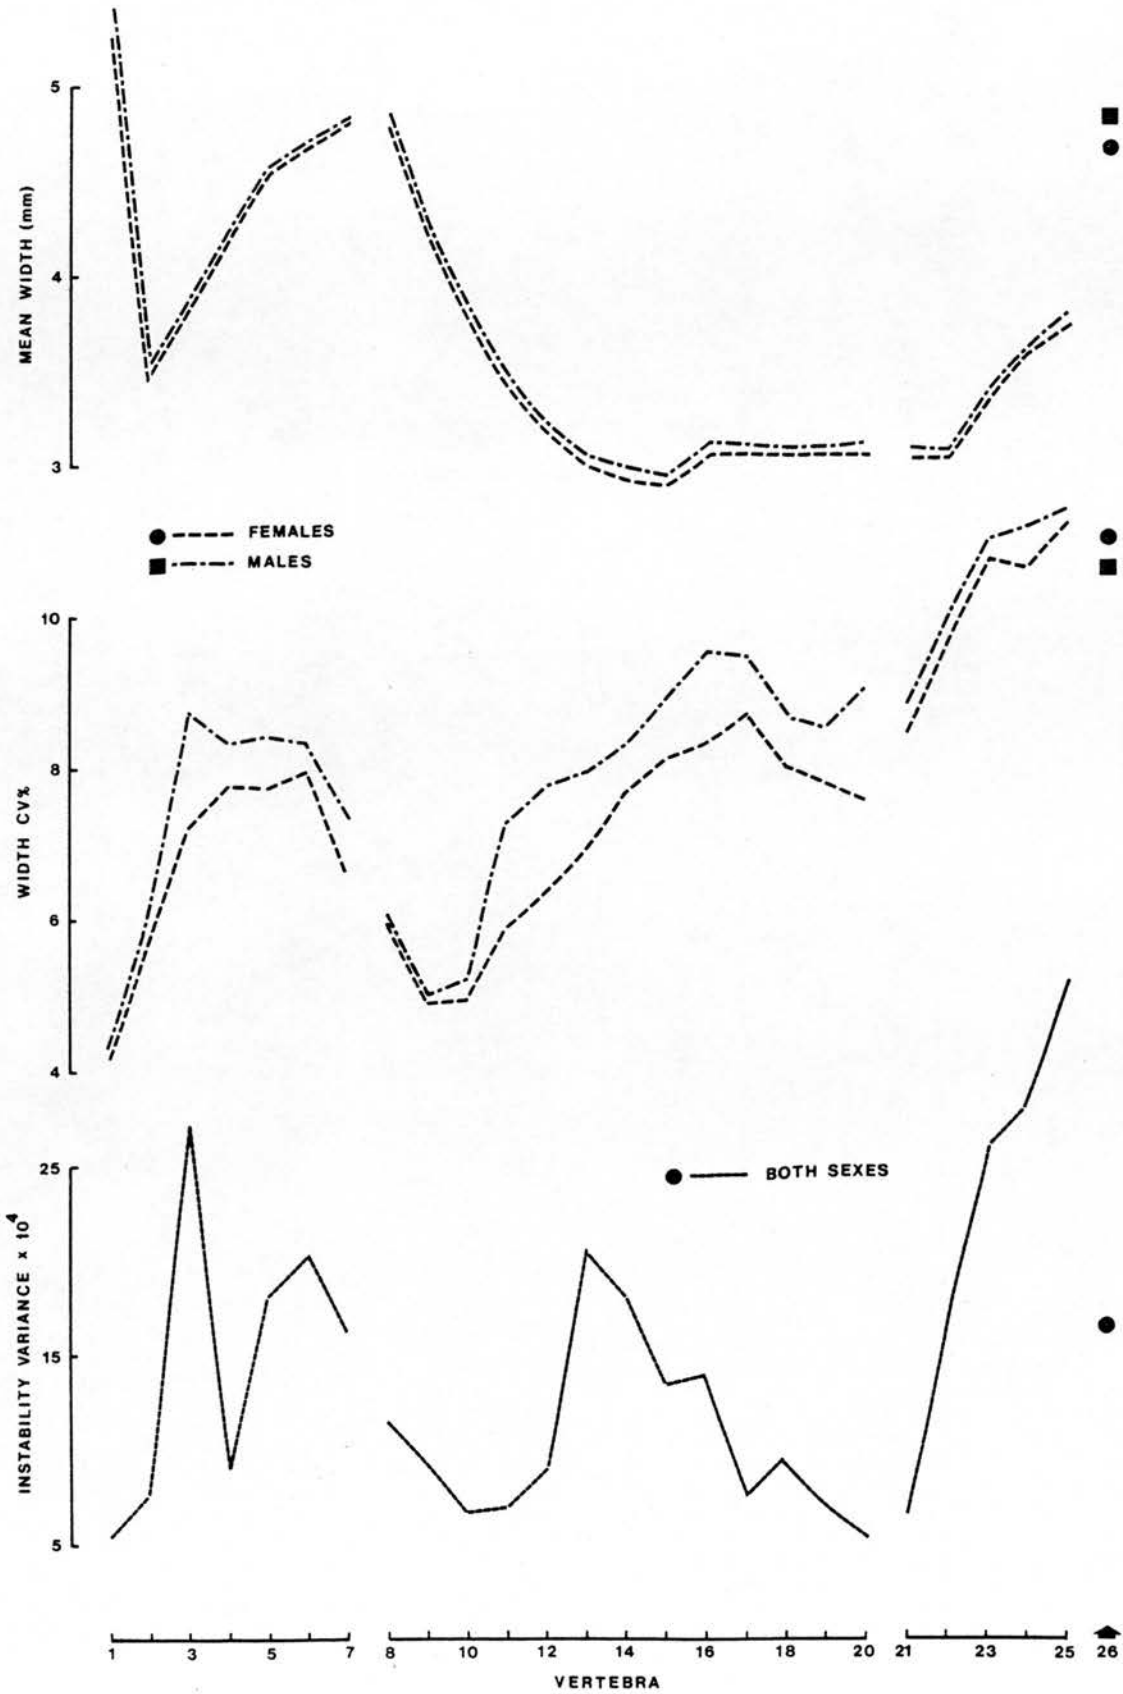 5
4
3
MEAN WIDTH (mm)
FEMALES
MALES
10
8
6
4
WIDTH CV%
25
15
5
INSTABILITY VARIANCE x 10⁴
BOTH SEXES
1 3 5 7 8 10 12 14 16 18 20 21 23 25 26
VERTEBRA